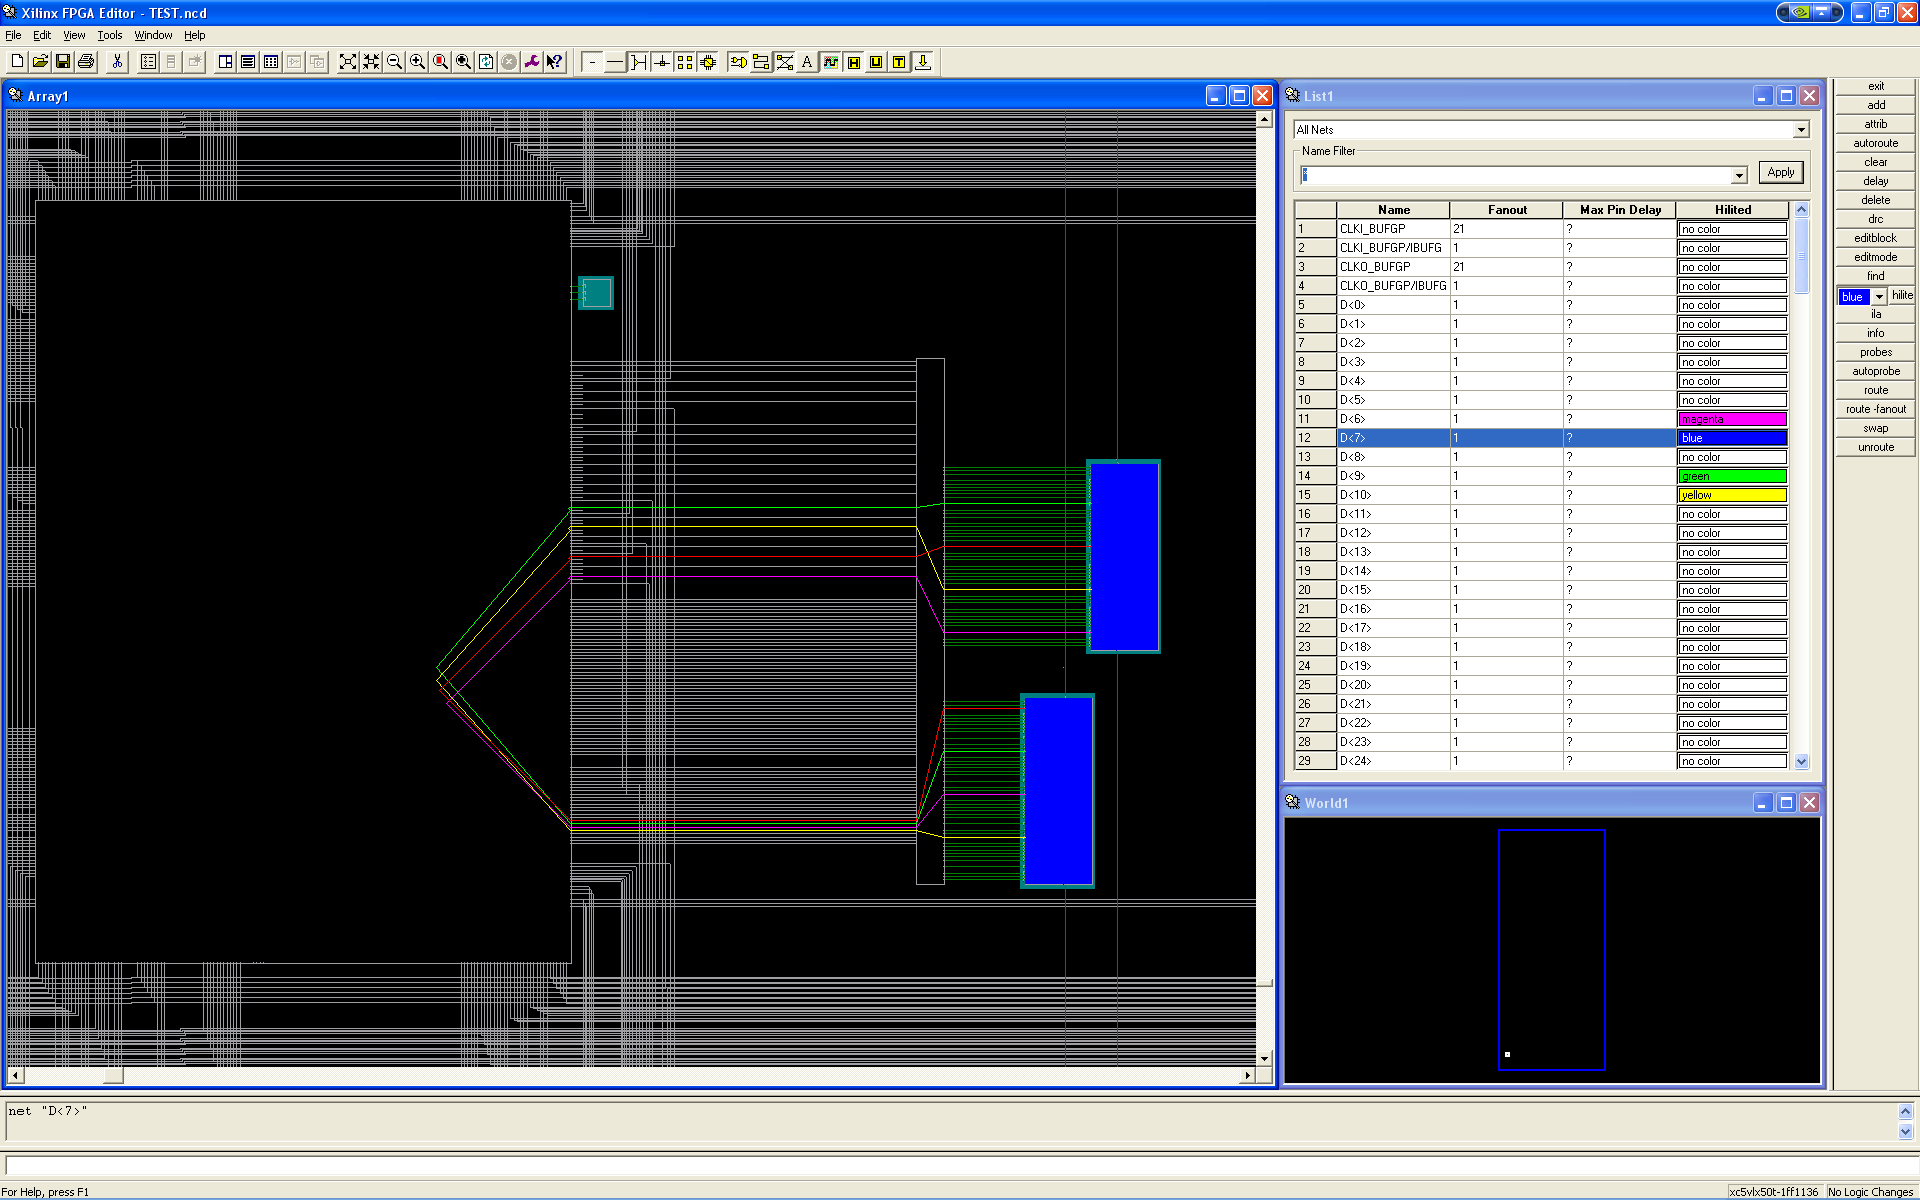 Xilinx FPGA Editor - TEST.ncd
File Edit View Tools Window Help
Array1
List1
All Nets
Name Filter
Apply
Name Fanout Max Pin Delay Hilited
1 CLKI_BUFGP 21 ? no color
2 CLKI_BUFGP/IBUFG 1 ? no color
3 CLKO_BUFGP 21 ? no color
4 CLKO_BUFGP/IBUFG 1 ? no color
5 D<0> 1 ? no color
6 D<1> 1 ? no color
7 D<2> 1 ? no color
8 D<3> 1 ? no color
9 D<4> 1 ? no color
10 D<5> 1 ? no color
11 D<6> 1 ? magenta
12 D<7> 1 ? blue
13 D<8> 1 ? no color
14 D<9> 1 ? green
15 D<10> 1 ? yellow
16 D<11> 1 ? no color
17 D<12> 1 ? no color
18 D<13> 1 ? no color
19 D<14> 1 ? no color
20 D<15> 1 ? no color
21 D<16> 1 ? no color
22 D<17> 1 ? no color
23 D<18> 1 ? no color
24 D<19> 1 ? no color
25 D<20> 1 ? no color
26 D<21> 1 ? no color
27 D<22> 1 ? no color
28 D<23> 1 ? no color
29 D<24> 1 ? no color
World1
exit
add
attrib
autoroute
clear
delay
delete
drc
editblock
editmode
find
blue hilite
ila
info
probes
autoprobe
route
route -fanout
swap
unroute
net "D<7>"
For Help, press F1
xc5vlx50t-1ff1136 No Logic Changes